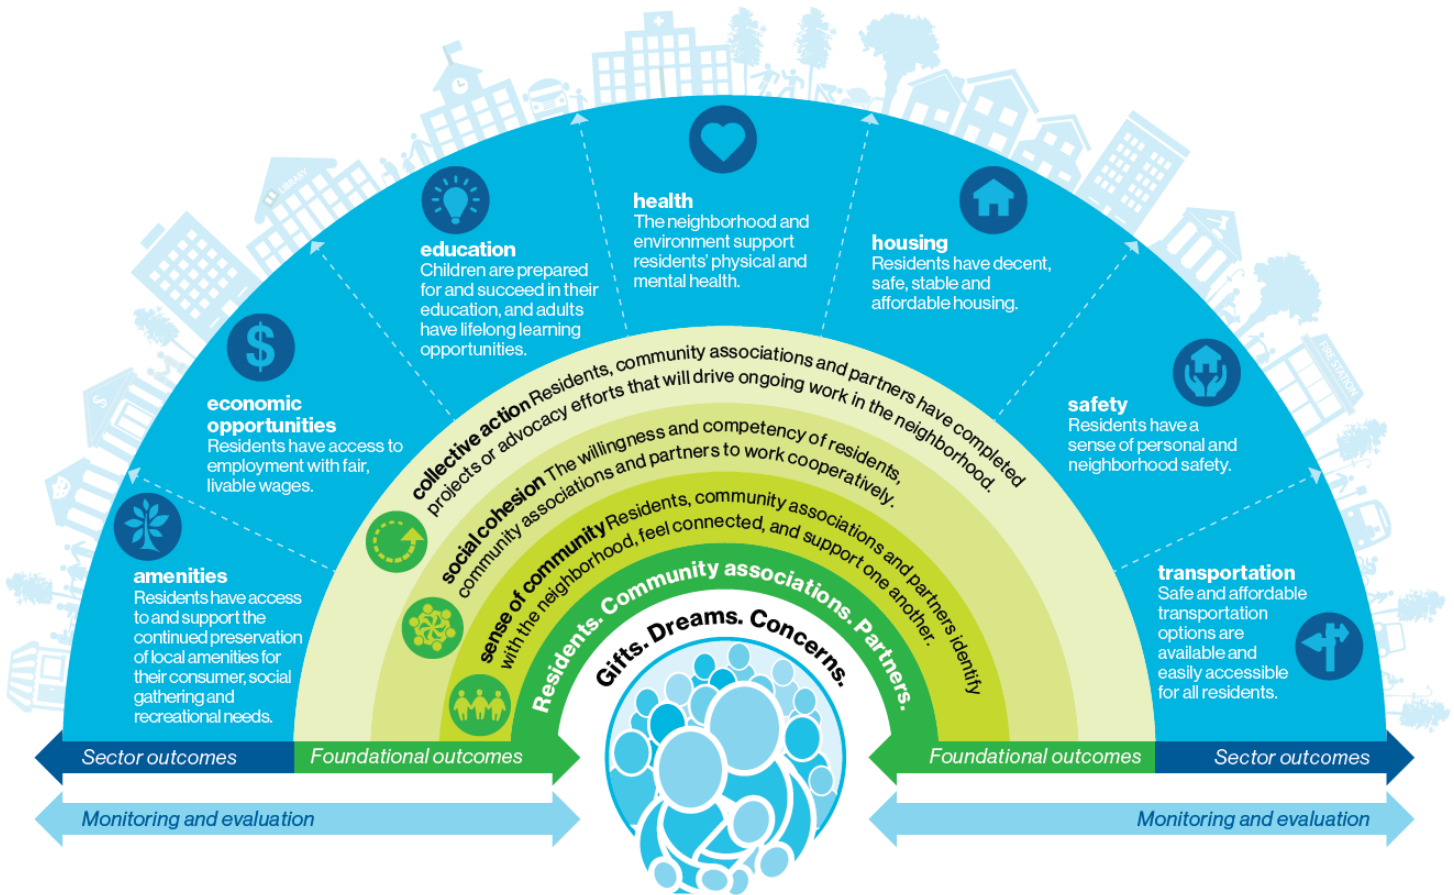 LIBRARY
FIRE STATION
$
health
The neighborhood and
environment support
residents' physical and
mental health.
education
Children are prepared
for and succeed in their
education, and adults
have lifelong learning
opportunities.
housing
Residents have decent,
safe, stable and
affordable housing.
$
economic
opportunities
Residents have access to
employment with fair,
livable wages.
safety
Residents have a
sense of personal and
neighborhood safety.
amenities
Residents have access
to and support the
continued preservation
of local amenities for
their consumer, social
gathering and
recreational needs.
transportation
Safe and affordable
transportation
options are
available and
easily accessible
for all residents.
collective action Residents, community associations and partners have completed
projects or advocacy efforts that will drive ongoing work in the neighborhood.
social cohesion The willingness and competency of residents,
community associations and partners to work cooperatively.
sense of community Residents, community associations and partners identify
with the neighborhood, feel connected, and support one another.
Residents. Community associations. Partners.
Gifts. Dreams. Concerns.
Sector outcomes
Foundational outcomes
Foundational outcomes
Sector outcomes
Monitoring and evaluation
Monitoring and evaluation